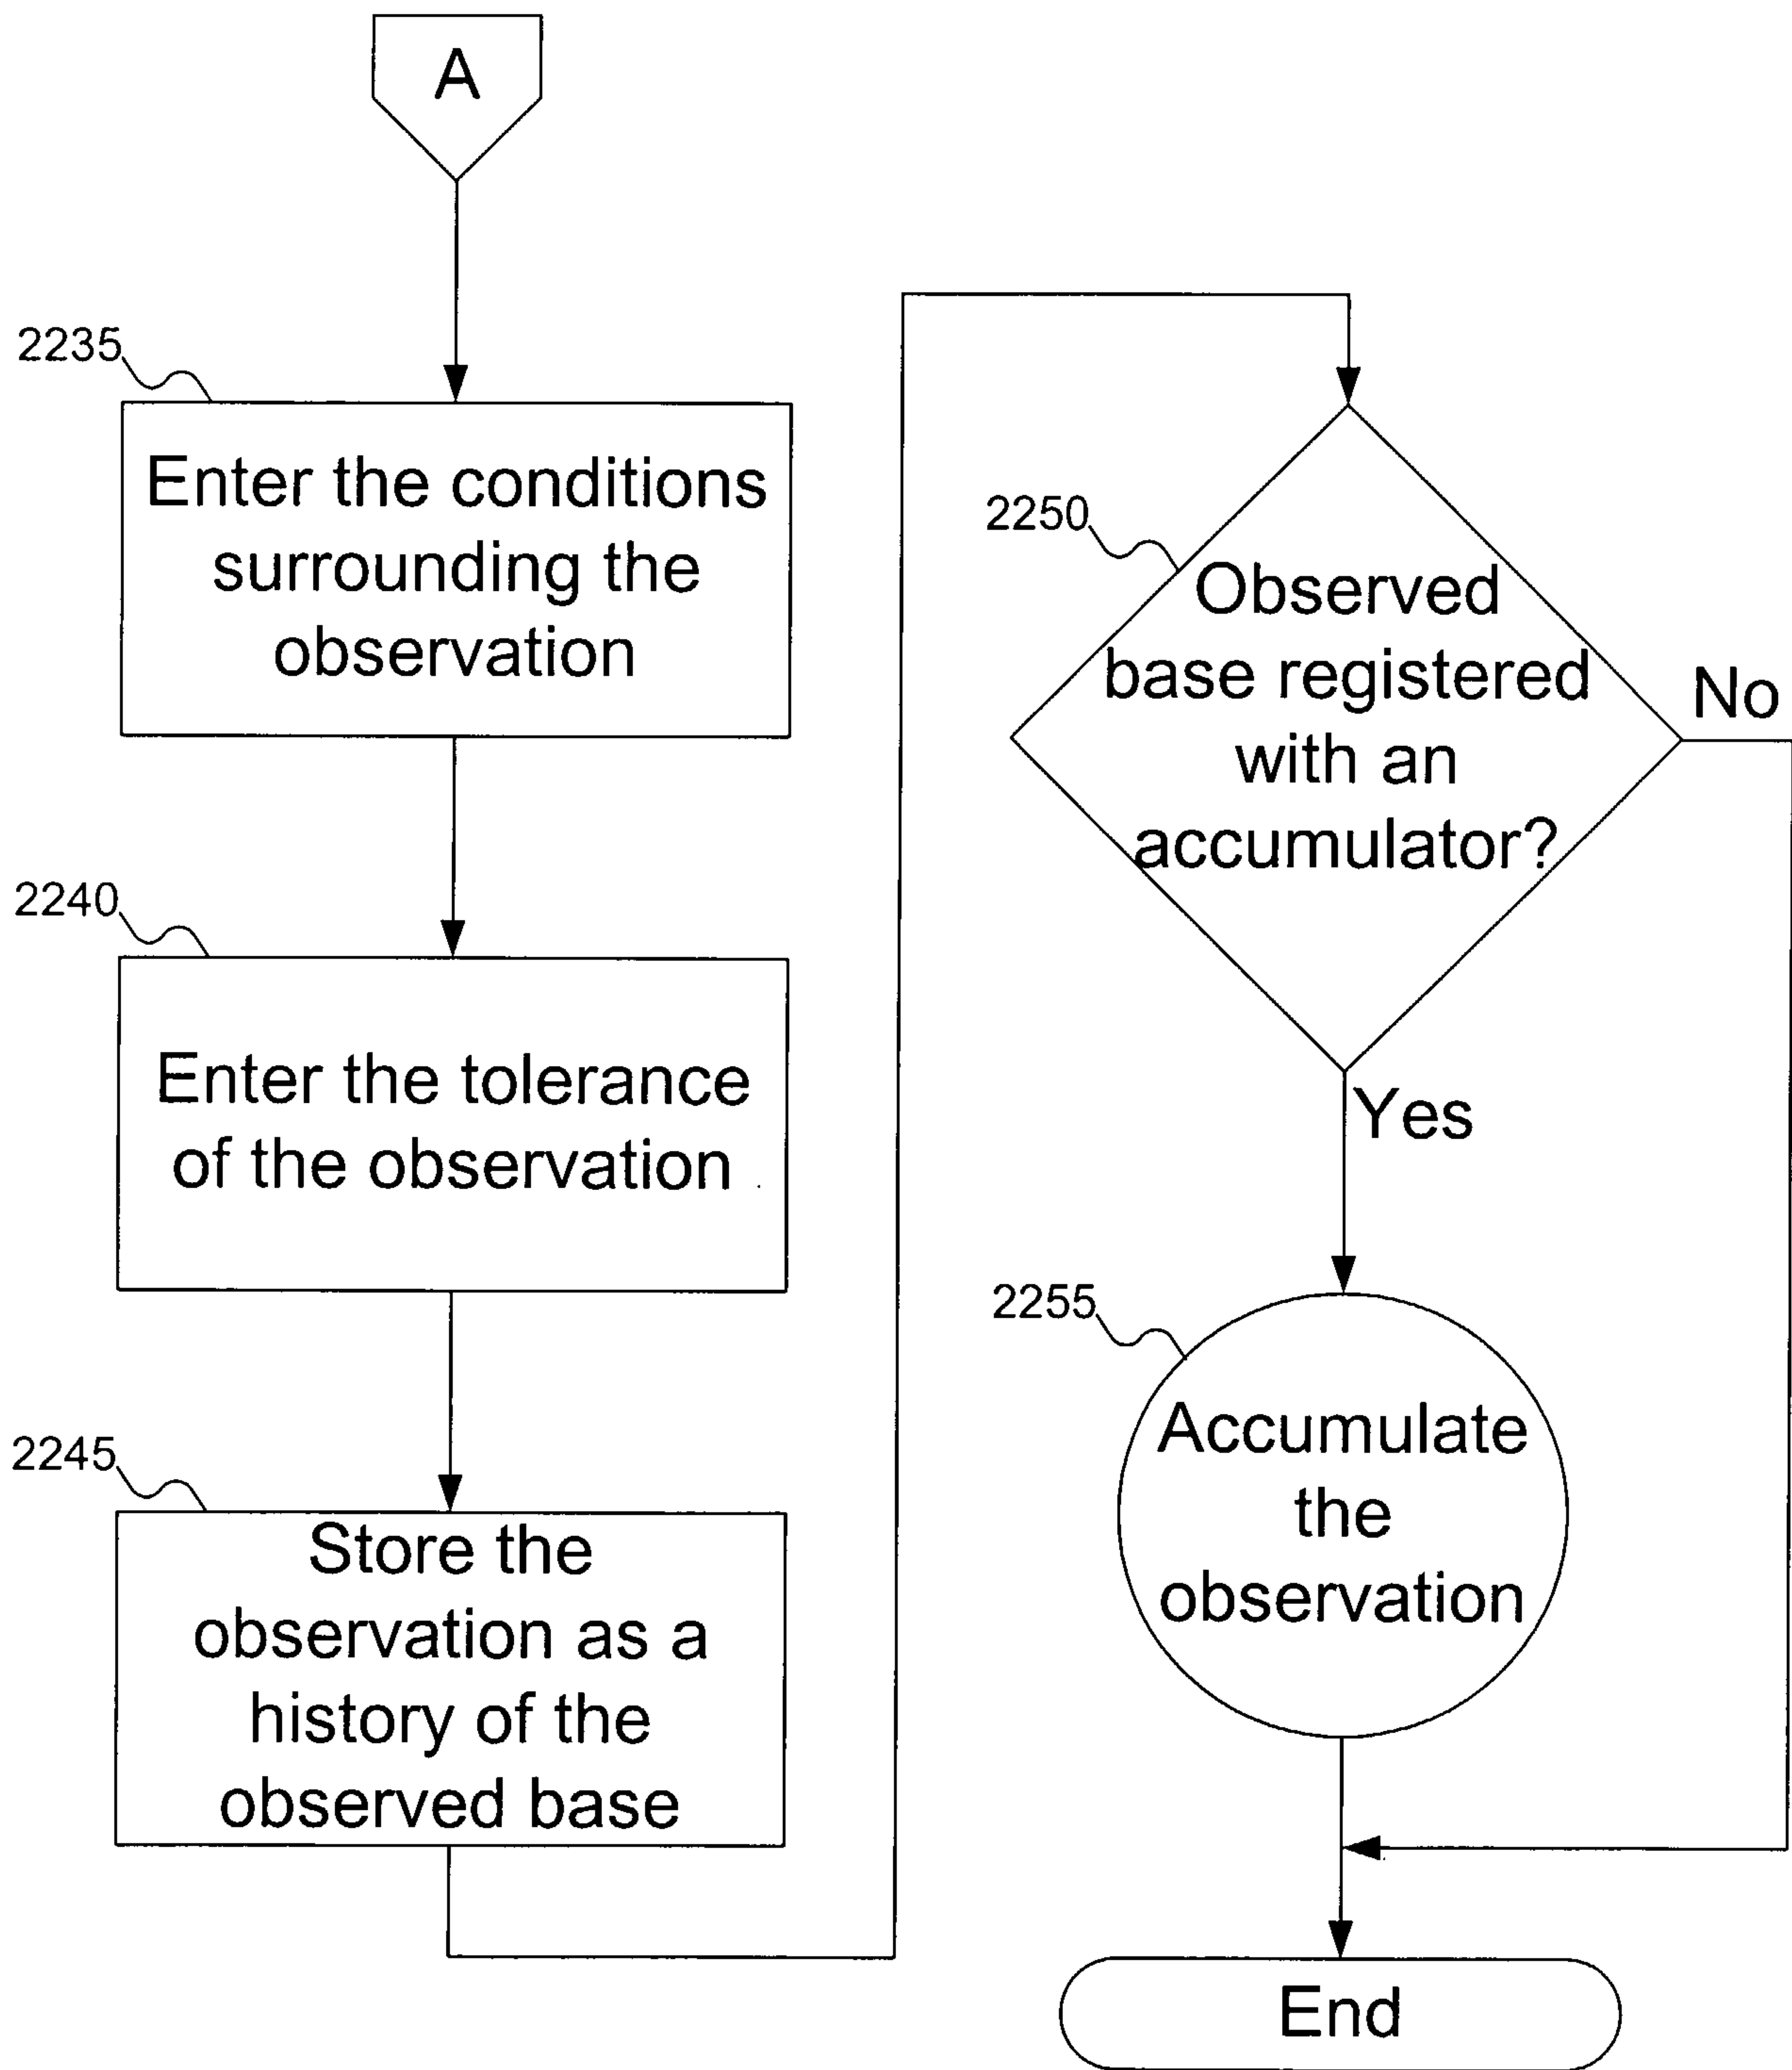 A
2235
Enter the conditions
surrounding the
observation
2240
Enter the tolerance
of the observation
2245
Store the
observation as a
history of the
observed base
2250
Observed
base registered
with an
accumulator?
No
Yes
2255
Accumulate
the
observation
End